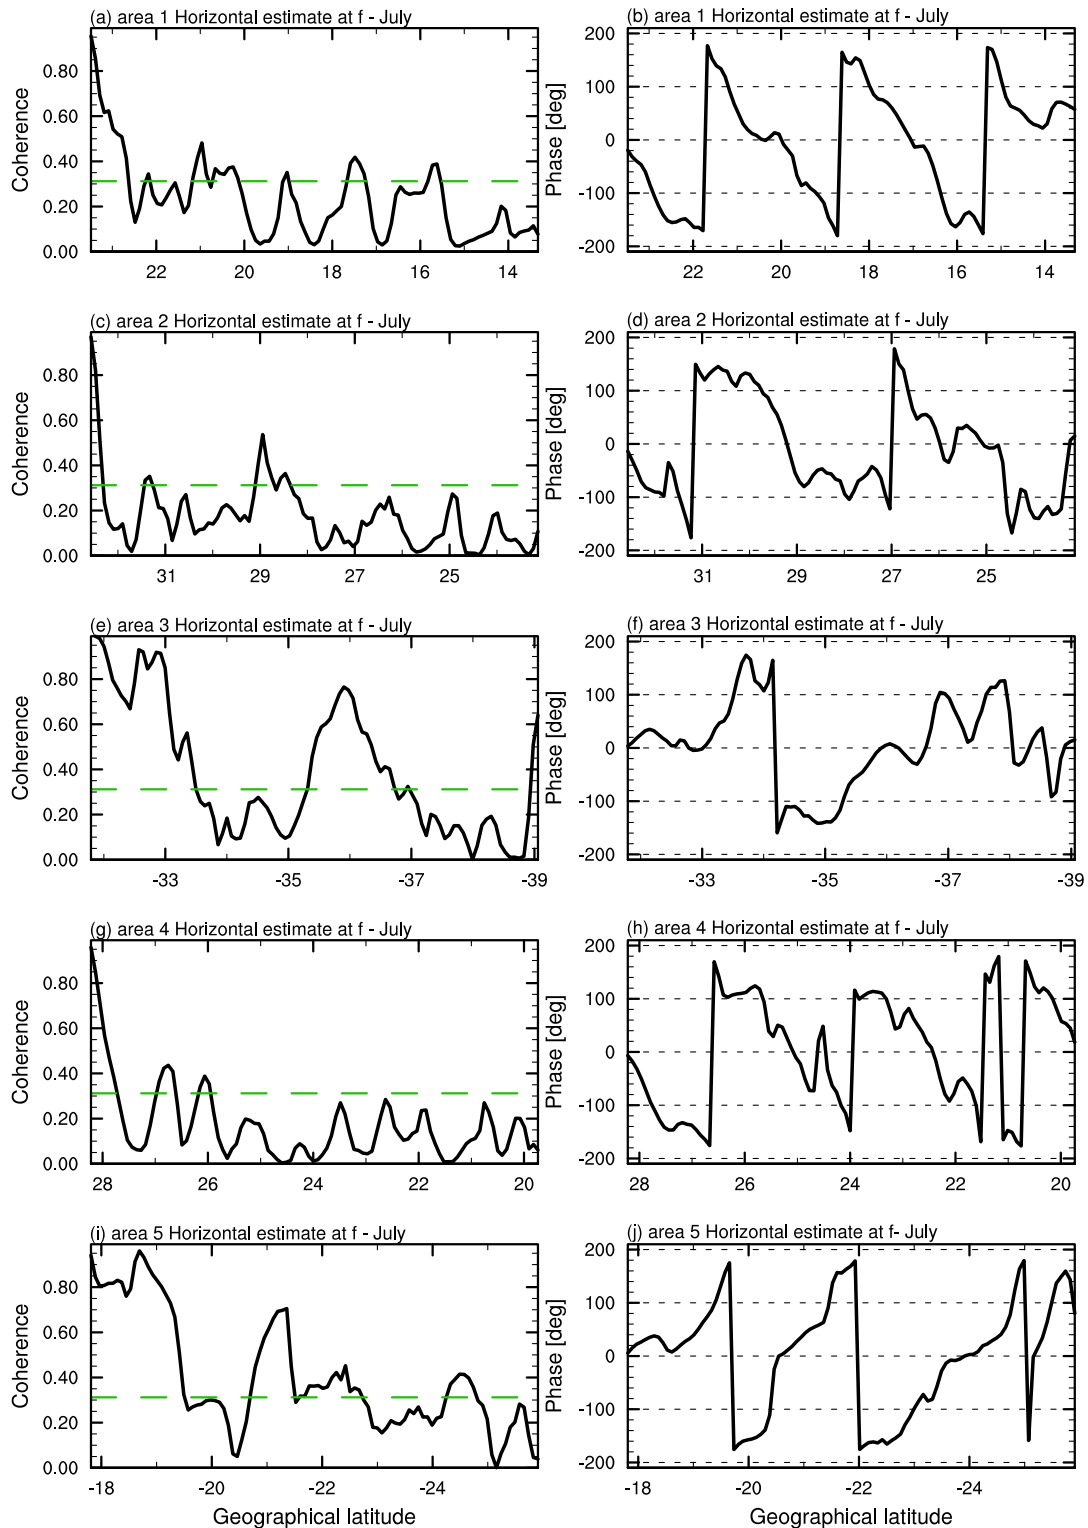 (a) area 1 Horizontal estimate at f - July
(b) area 1 Horizontal estimate at f - July
Coherence
0.80
0.60
0.40
0.20
0.00
22 20 18 16 14
Phase [deg]
200
100
0
-100
-200
22 20 18 16 14
(c) area 2 Horizontal estimate at f - July
(d) area 2 Horizontal estimate at f - July
Coherence
0.80
0.60
0.40
0.20
0.00
31 29 27 25
Phase [deg]
200
100
0
-100
-200
31 29 27 25
(e) area 3 Horizontal estimate at f - July
(f) area 3 Horizontal estimate at f - July
Coherence
0.80
0.60
0.40
0.20
0.00
-33 -35 -37 -39
Phase [deg]
200
100
0
-100
-200
-33 -35 -37 -39
(g) area 4 Horizontal estimate at f - July
(h) area 4 Horizontal estimate at f - July
Coherence
0.80
0.60
0.40
0.20
0.00
28 26 24 22 20
Phase [deg]
200
100
0
-100
-200
28 26 24 22 20
(i) area 5 Horizontal estimate at f - July
(j) area 5 Horizontal estimate at f- July
Coherence
0.80
0.60
0.40
0.20
0.00
-18 -20 -22 -24
Geographical latitude
Phase [deg]
200
100
0
-100
-200
-18 -20 -22 -24
Geographical latitude